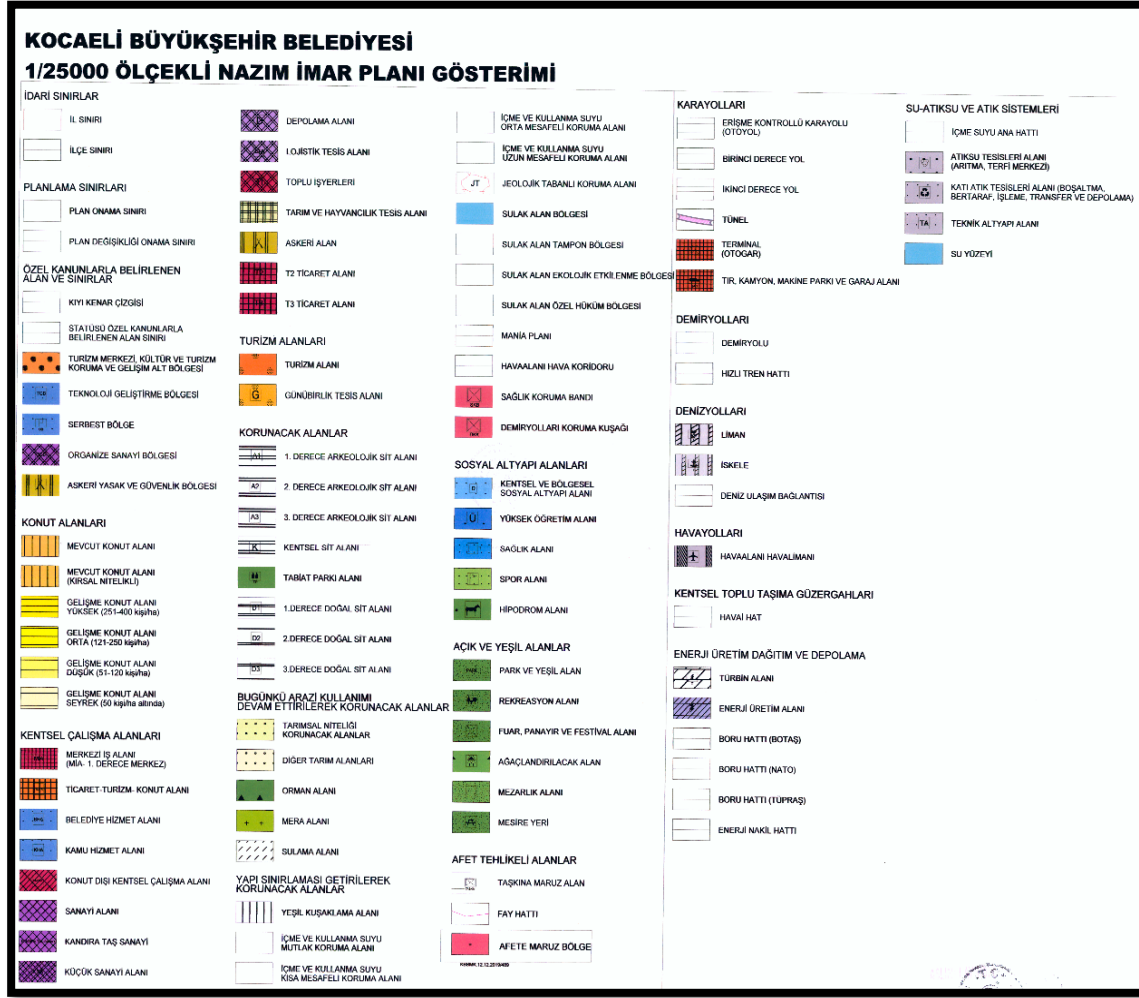 KOCAELİ BÜYÜKŞEHİR BELEDİYESİ
1/25000 ÖLÇEKLİ NAZIM İMAR PLANI GÖSTERİMİ
İDARİ SINIRLAR
İL SINIRI
İLÇE SINIRI
PLANLAMA SINIRLARI
PLAN ONAMA SINIRI
PLAN DEĞİŞİKLİĞİ ONAMA SINIRI
ÖZEL KANUNLARLA BELİRLENEN
ALAN VE SINIRLAR
KIYI KENAR ÇİZGİSİ
STATÜSÜ ÖZEL KANUNLARLA
BELİRLENEN ALAN SINIRI
TURİZM MERKEZİ, KÜLTÜR VE TURİZM
KORUMA VE GELİŞİM ALT BÖLGESİ
TEKNOLOJİ GELİŞTİRME BÖLGESİ
SERBEST BÖLGE
ORGANİZE SANAYİ BÖLGESİ
ASKERİ YASAK VE GÜVENLİK BÖLGESİ
KONUT ALANLARI
MEVCUT KONUT ALANI
MEVCUT KONUT ALANI
(KIRSAL NİTELİKLİ)
GELİŞME KONUT ALANI
YÜKSEK (251-400 kişi/ha)
GELİŞME KONUT ALANI
ORTA (121-250 kişi/ha)
GELİŞME KONUT ALANI
DÜŞÜK (51-120 kişi/ha)
GELİŞME KONUT ALANI
SEYREK (50 kişi/ha altında)
KENTSEL ÇALIŞMA ALANLARI
MERKEZİ İŞ ALANI
(MİA- 1. DERECE MERKEZ)
TİCARET-TURİZM- KONUT ALANI
BELEDİYE HİZMET ALANI
KAMU HİZMET ALANI
KONUT DIŞI KENTSEL ÇALIŞMA ALANI
SANAYİ ALANI
KANDIRA TAŞ SANAYİ
KÜÇÜK SANAYİ ALANI
DEPOLAMA ALANI
LOJİSTİK TESİS ALANI
TOPLU İŞYERLERİ
TARIM VE HAYVANCILIK TESİS ALANI
ASKERİ ALAN
T2 TİCARET ALANI
T3 TİCARET ALANI
TURİZM ALANLARI
TURİZM ALANI
G GÜNÜBİRLİK TESİS ALANI
KORUNACAK ALANLAR
A1 1. DERECE ARKEOLOJİK SİT ALANI
A2 2. DERECE ARKEOLOJİK SİT ALANI
A3 3. DERECE ARKEOLOJİK SİT ALANI
K KENTSEL SİT ALANI
TABİAT PARKI ALANI
D1 1.DERECE DOĞAL SİT ALANI
D2 2.DERECE DOĞAL SİT ALANI
D3 3.DERECE DOĞAL SİT ALANI
BUGÜNKÜ ARAZİ KULLANIMI
DEVAM ETTİRİLEREK KORUNACAK ALANLAR
TARIMSAL NİTELİĞİ
KORUNACAK ALANLAR
DİĞER TARIM ALANLARI
ORMAN ALANI
MERA ALANI
SULAMA ALANI
YAPI SINIRLAMASI GETİRİLEREK
KORUNACAK ALANLAR
YEŞİL KUŞAKLAMA ALANI
İÇME VE KULLANMA SUYU
MUTLAK KORUMA ALANI
İÇME VE KULLANMA SUYU
KISA MESAFELİ KORUMA ALANI
İÇME VE KULLANMA SUYU
ORTA MESAFELİ KORUMA ALANI
İÇME VE KULLANMA SUYU
UZUN MESAFELİ KORUMA ALANI
JT JEOLOJİK TABANLI KORUMA ALANI
SULAK ALAN BÖLGESİ
SULAK ALAN TAMPON BÖLGESİ
SULAK ALAN EKOLOJİK ETKİLENME BÖLGESİ
SULAK ALAN ÖZEL HÜKÜM BÖLGESİ
MANİA PLANI
HAVAALANI HAVA KORİDORU
SAĞLIK KORUMA BANDI
DEMİRYOLLARI KORUMA KUŞAĞI
SOSYAL ALTYAPI ALANLARI
KENTSEL VE BÖLGESEL
SOSYAL ALTYAPI ALANI
Ü YÜKSEK ÖĞRETİM ALANI
SAĞLIK ALANI
SPOR ALANI
HİPODROM ALANI
AÇIK VE YEŞİL ALANLAR
PARK PARK VE YEŞİL ALAN
REKREASYON ALANI
FUAR, PANAYIR VE FESTİVAL ALANI
AĞAÇLANDIRILACAK ALAN
MEZARLIK ALANI
MESİRE YERİ
AFET TEHLİKELİ ALANLAR
TAŞKINA MARUZ ALAN
FAY HATTI
AFETE MARUZ BÖLGE
KARAYOLLARI
ERİŞME KONTROLLÜ KARAYOLU
(OTOYOL)
BİRİNCİ DERECE YOL
İKİNCİ DERECE YOL
TÜNEL
TERMİNAL
(OTOGAR)
TIR, KAMYON, MAKİNE PARKI VE GARAJ ALANI
DEMİRYOLLARI
DEMİRYOLU
HIZLI TREN HATTI
DENİZYOLLARI
LİMAN
İSKELE
DENİZ ULAŞIM BAĞLANTISI
HAVAYOLLARI
HAVAALANI HAVALİMANI
KENTSEL TOPLU TAŞIMA GÜZERGAHLARI
HAVAİ HAT
ENERJİ ÜRETİM DAĞITIM VE DEPOLAMA
TÜRBİN ALANI
ENERJİ ÜRETİM ALANI
BORU HATTI (BOTAŞ)
BORU HATTI (NATO)
BORU HATTI (TÜPRAŞ)
ENERJİ NAKİL HATTI
SU-ATIKSU VE ATIK SİSTEMLERİ
İÇME SUYU ANA HATTI
ATIKSU TESİSLERİ ALANI
(ARITMA, TERFİ MERKEZİ)
KATI ATIK TESİSLERİ ALANI (BOŞALTMA,
BERTARAF, İŞLEME, TRANSFER VE DEPOLAMA)
TA TEKNİK ALTYAPI ALANI
SU YÜZEYİ